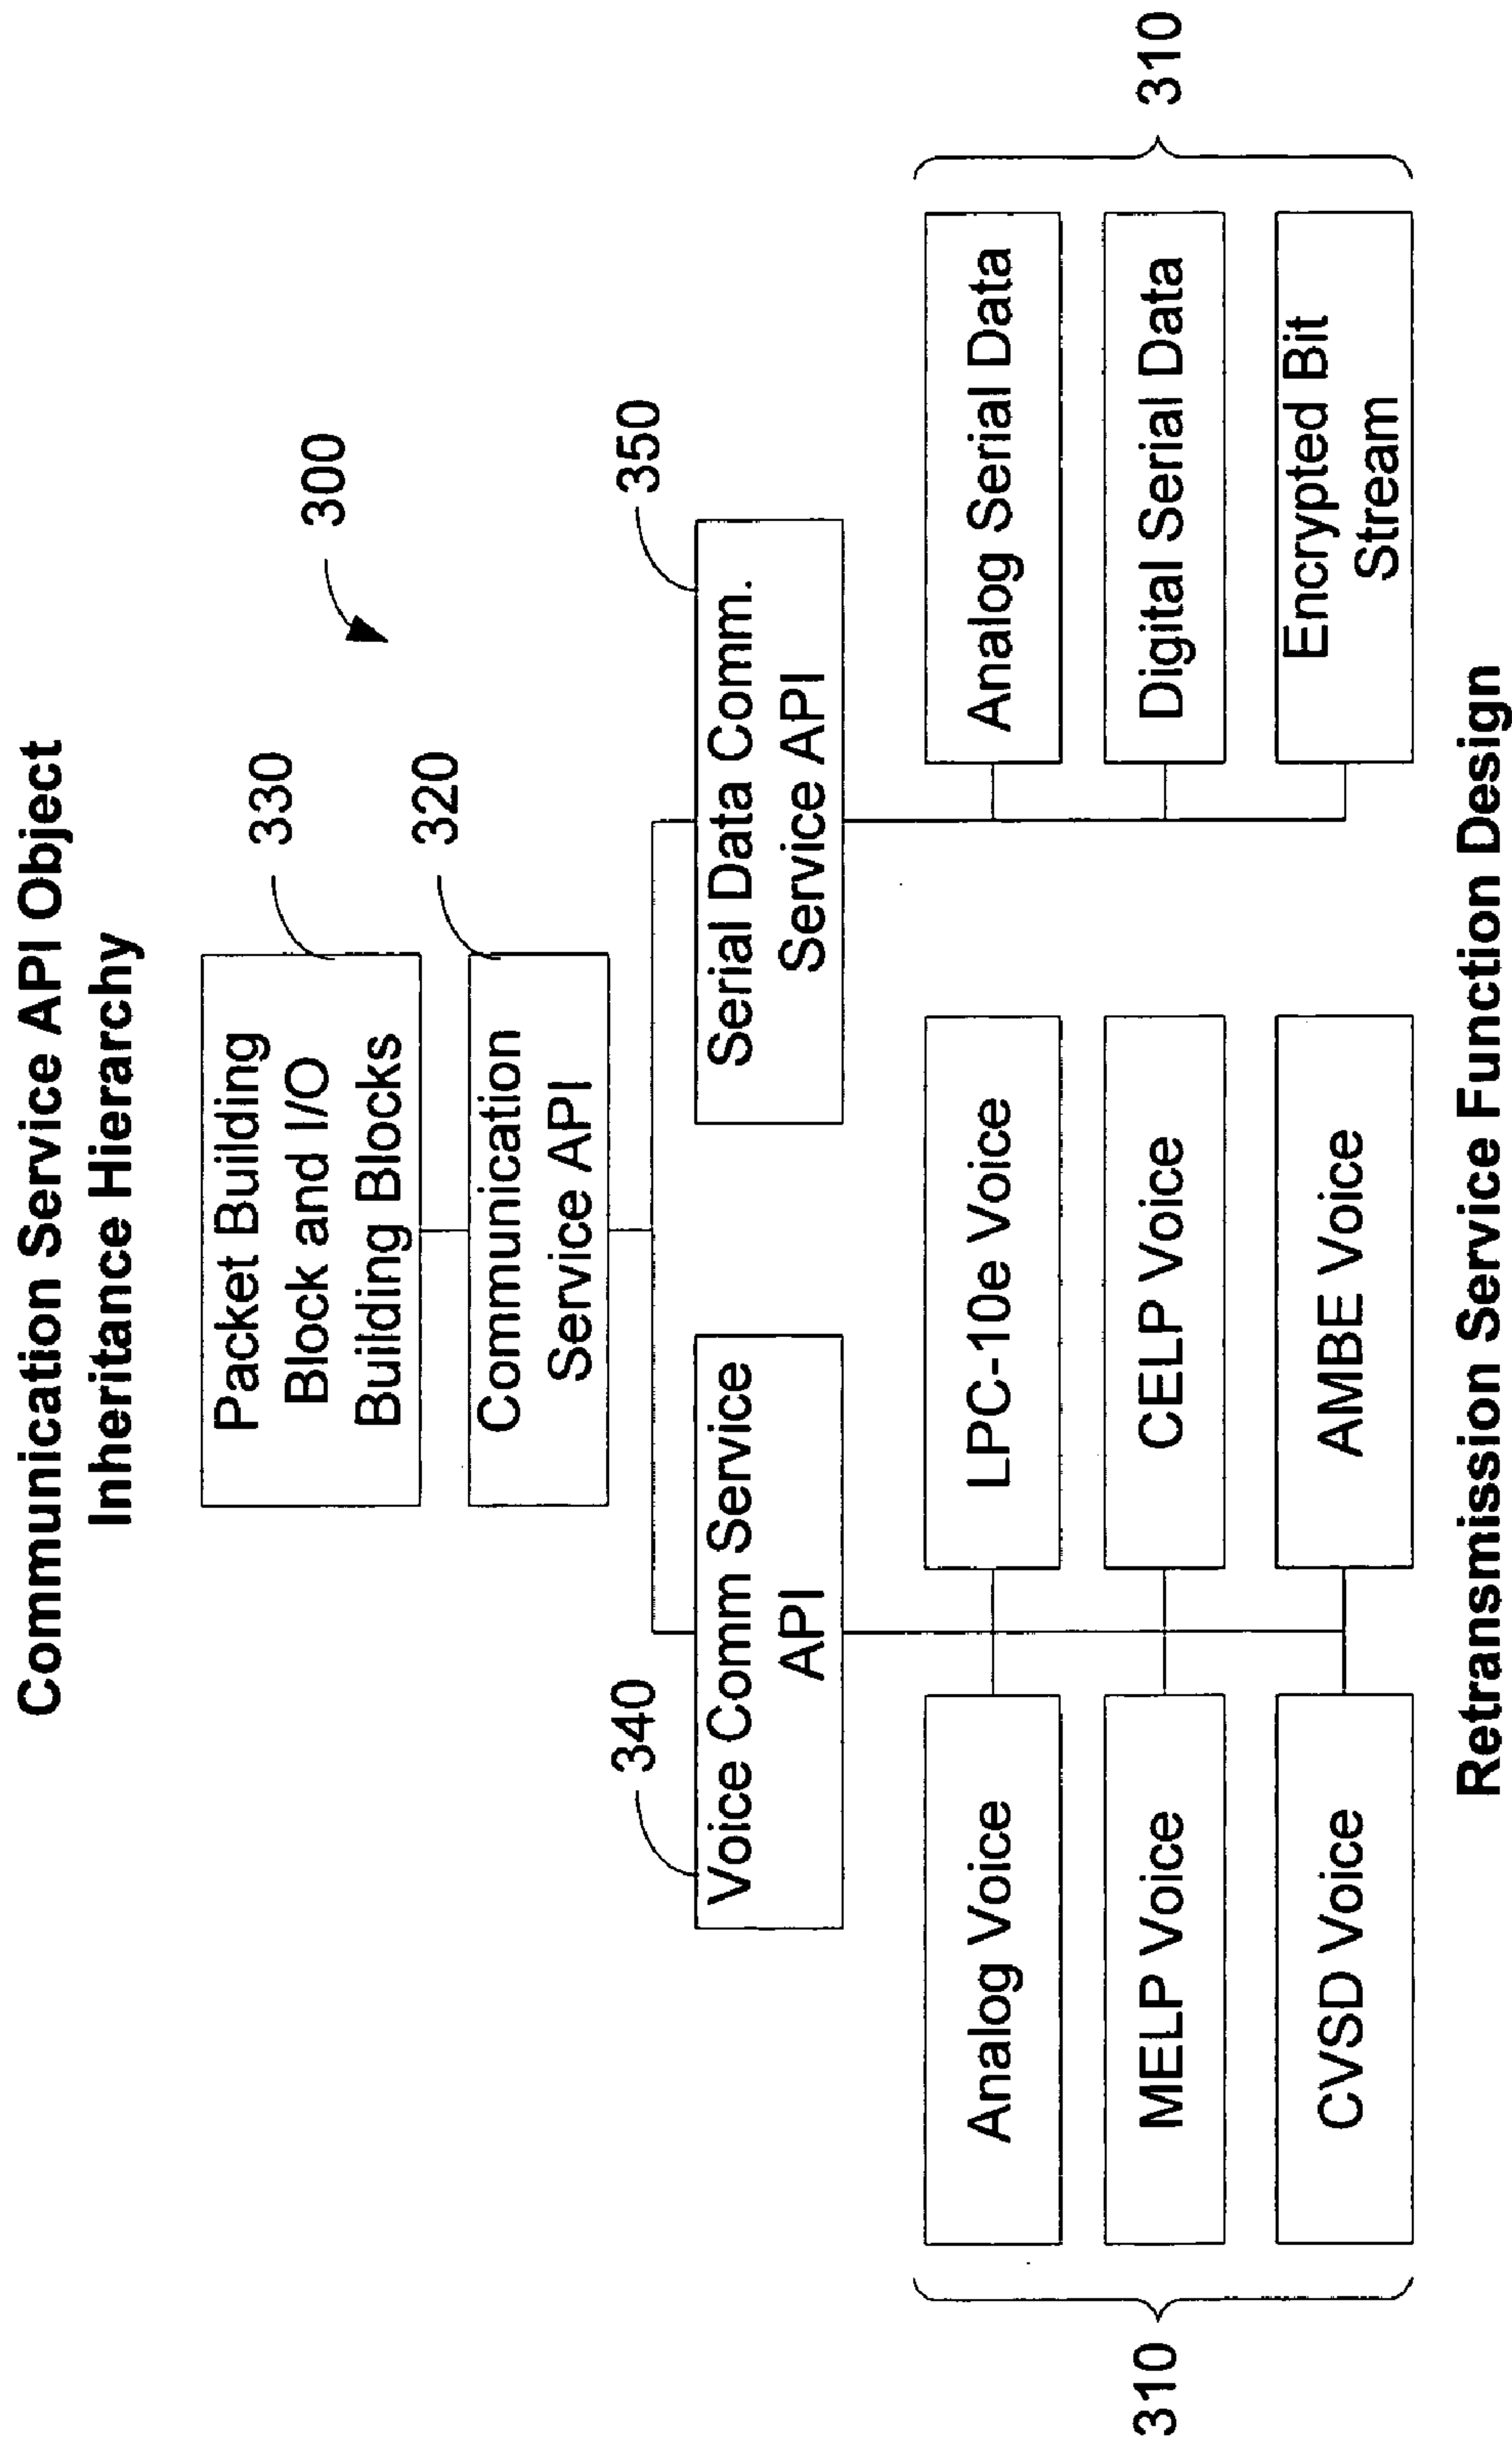 Communication Service API Object
Inheritance Hierarchy
300
330
Packet Building
Block and I/O
Building Blocks
320
Communication
Service API
340
Voice Comm Service
API
350
Serial Data Comm.
Service API
310
Analog Voice
LPC-10e Voice
Analog Serial Data
MELP Voice
CELP Voice
Digital Serial Data
CVSD Voice
AMBE Voice
Encrypted Bit
Stream
310
Retransmission Service Function Design